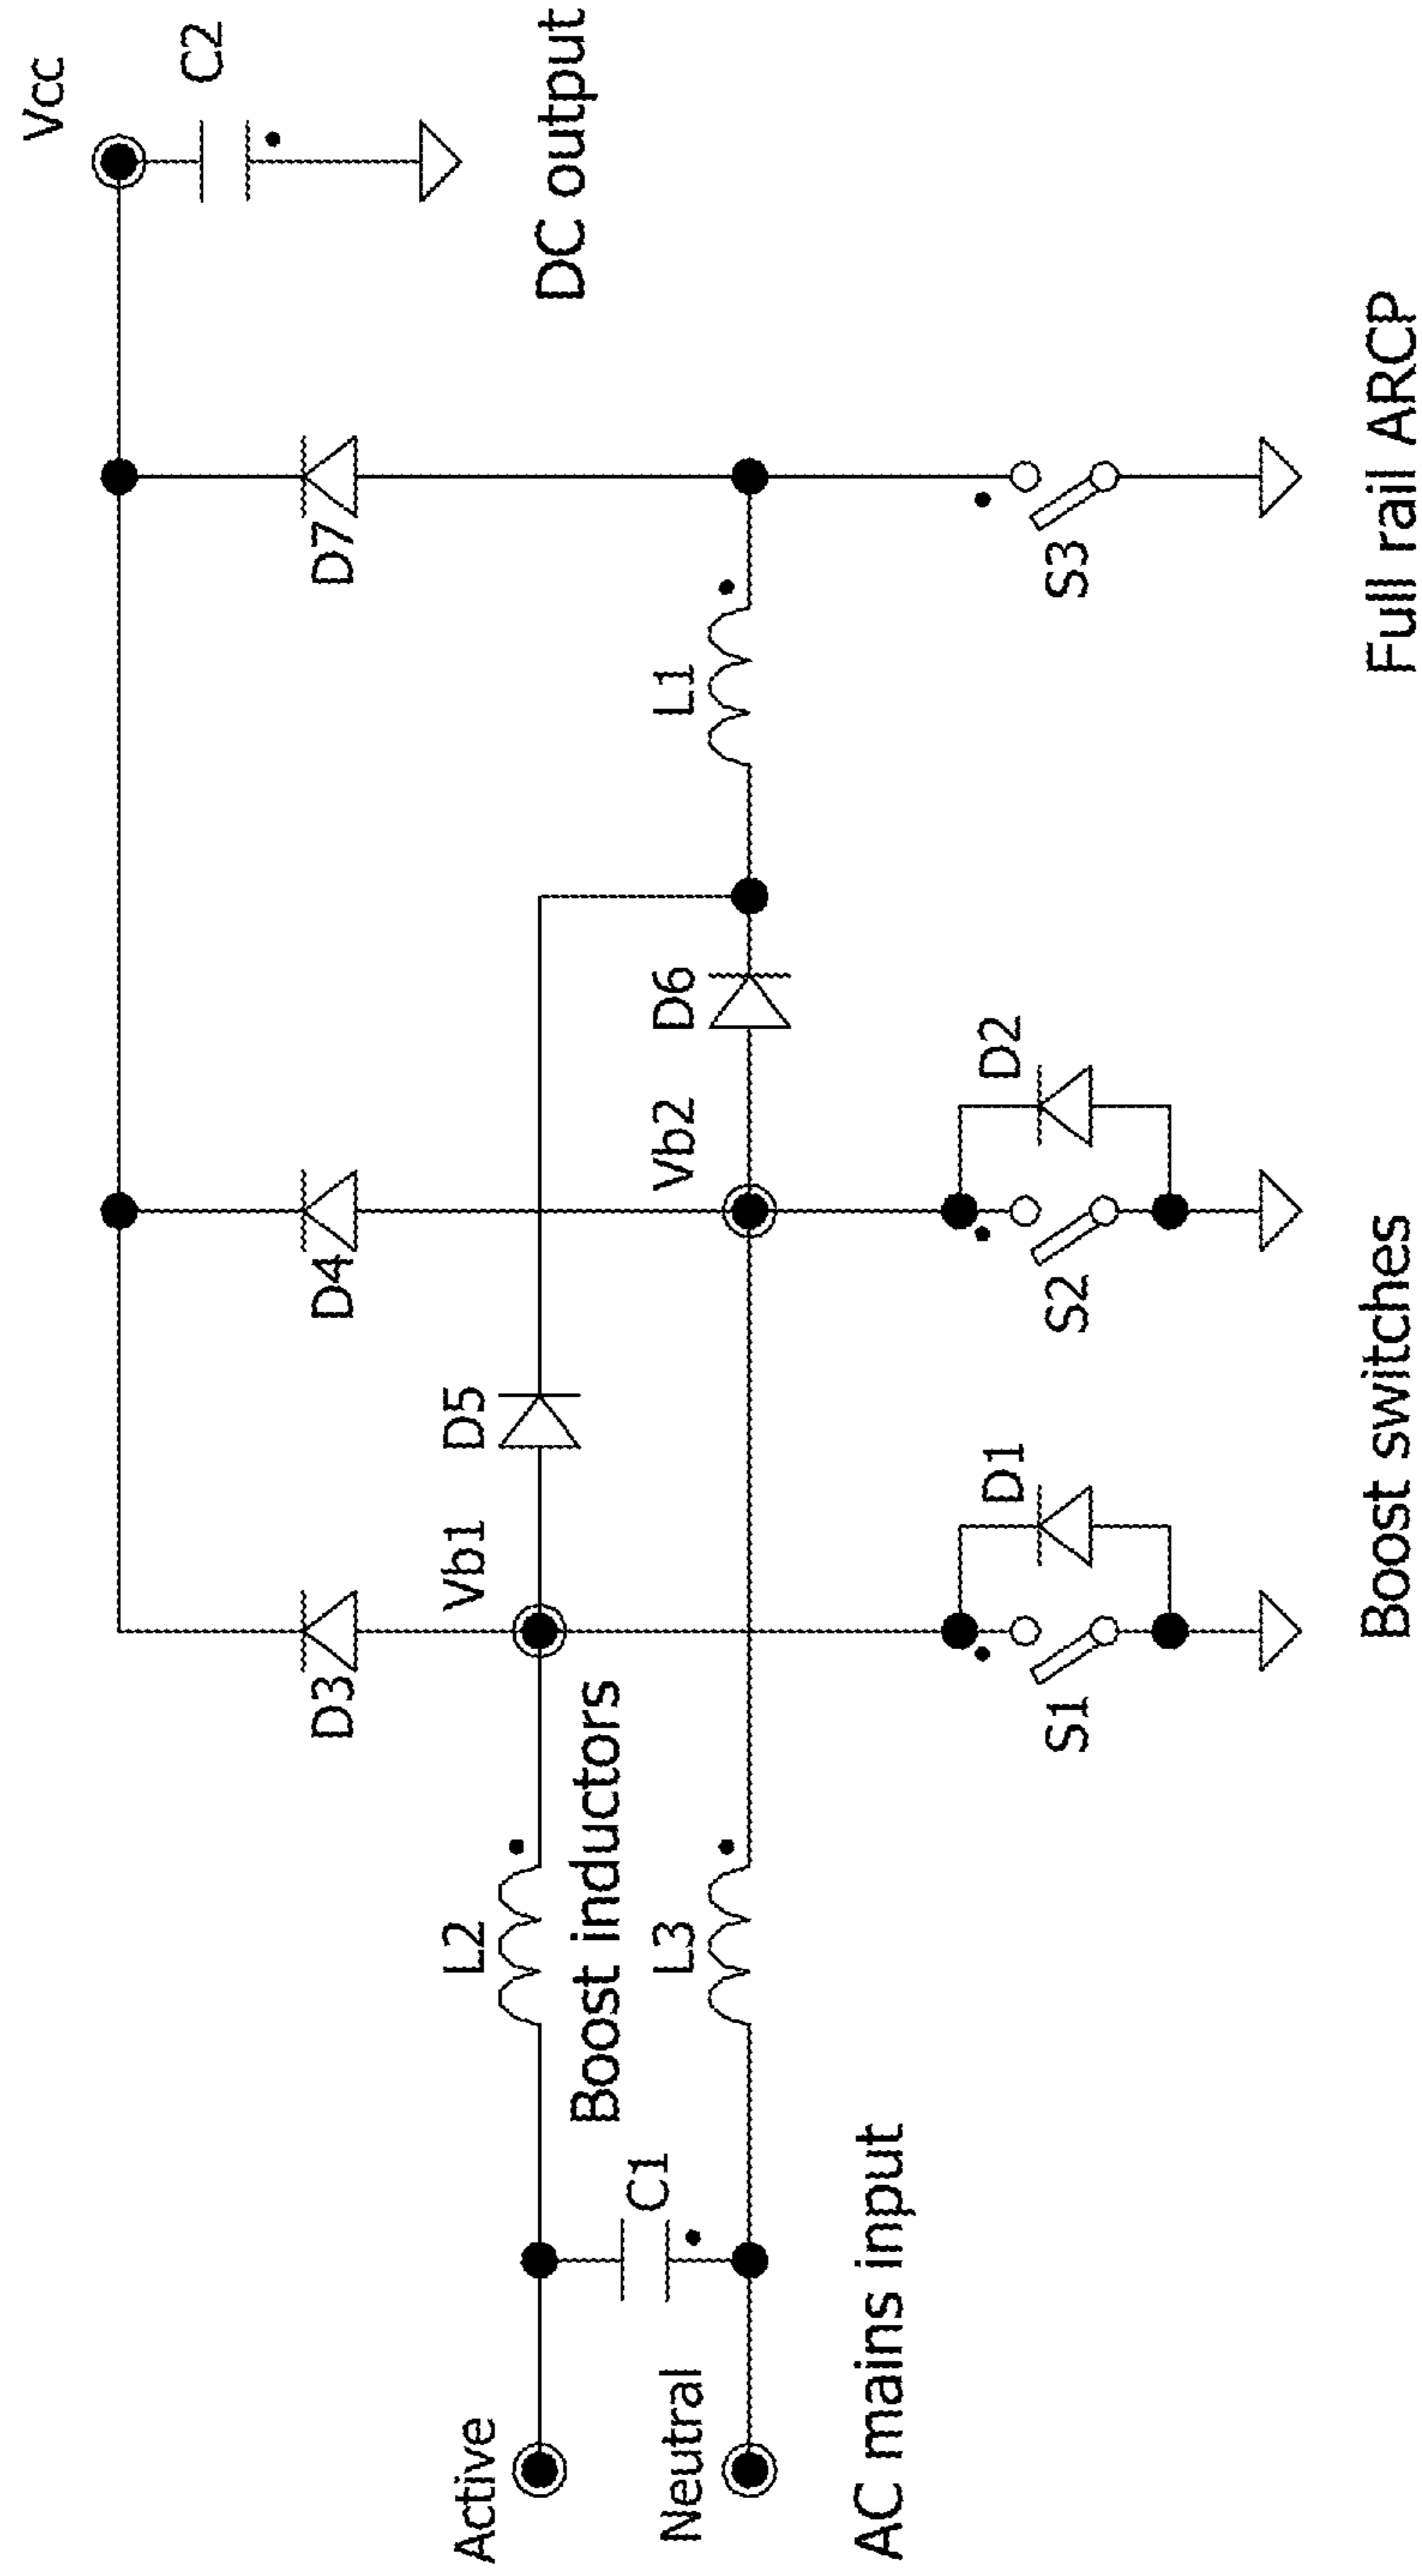 Vcc
C2
DC output
D7
D4
D3
L1
D6
Vb2
D5
Vb1
L2
Boost inductors
L3
Active
C1
Neutral
AC mains input
D2
S2
D1
S1
S3
Boost switches
Full rail ARCP